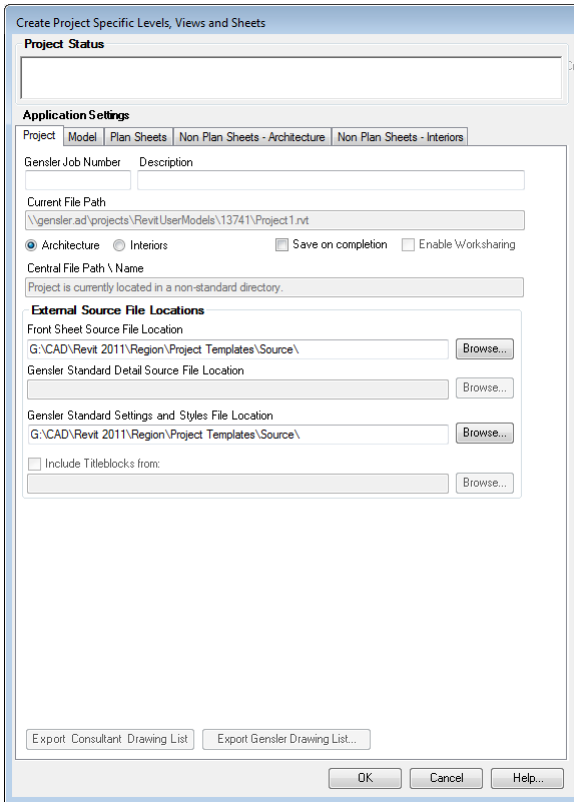 Create Project Specific Levels, Views and Sheets
Project Status
Application Settings
Project Model Plan Sheets Non Plan Sheets - Architecture Non Plan Sheets - Interiors
Gensler Job Number Description
Current File Path
\\gensler.ad\projects\RevitUserModels\13741\Project1.rvt
Architecture Interiors Save on completion Enable Worksharing
Central File Path \ Name
Project is currently located in a non-standard directory.
External Source File Locations
Front Sheet Source File Location
G:\CAD\Revit 2011\Region\Project Templates\Source\ Browse...
Gensler Standard Detail Source File Location
Browse...
Gensler Standard Settings and Styles File Location
G:\CAD\Revit 2011\Region\Project Templates\Source\ Browse...
Include Titleblocks from:
Browse...
Export Consultant Drawing List Export Gensler Drawing List...
OK Cancel Help...